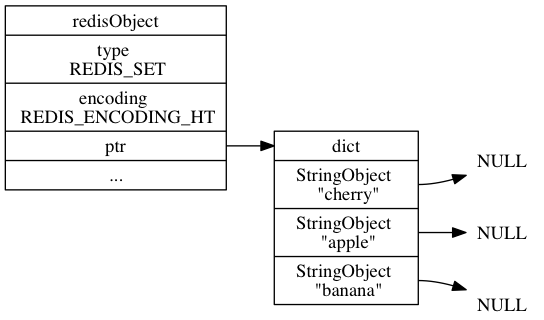 redisObject
type
REDIS_SET
encoding
REDIS_ENCODING_HT
ptr
...
dict
StringObject
"cherry"
StringObject
"apple"
StringObject
"banana"
NULL
NULL
NULL